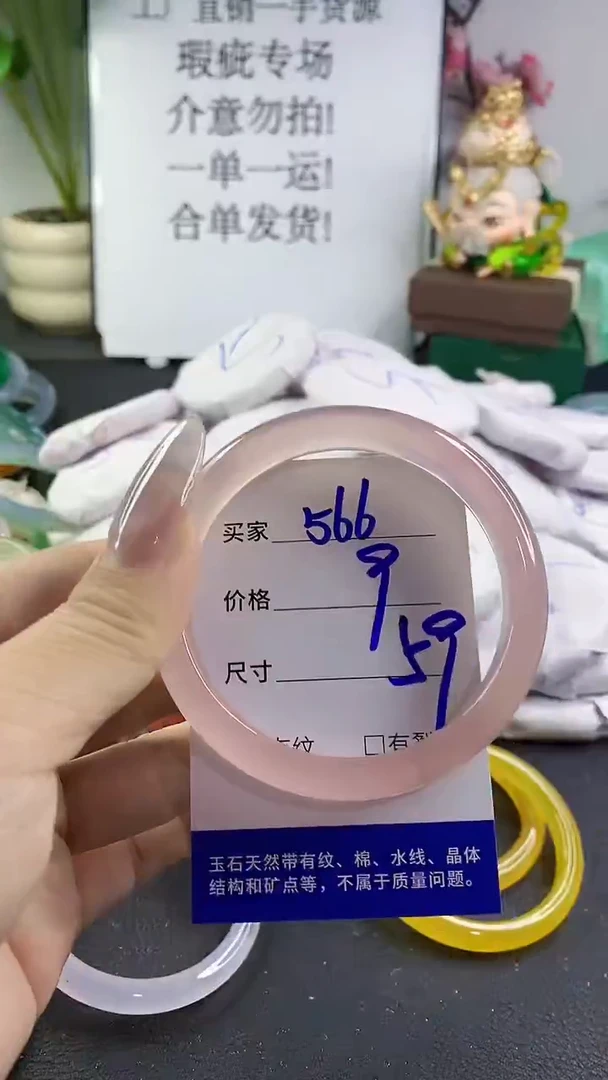 工厂直销一手货源
瑕疵专场
介意勿拍!
一单一运!
合单发货!
买家 566
价格 9
尺寸 59
纹 □有裂
玉石天然带有纹、棉、水线、晶体
结构和矿点等，不属于质量问题。